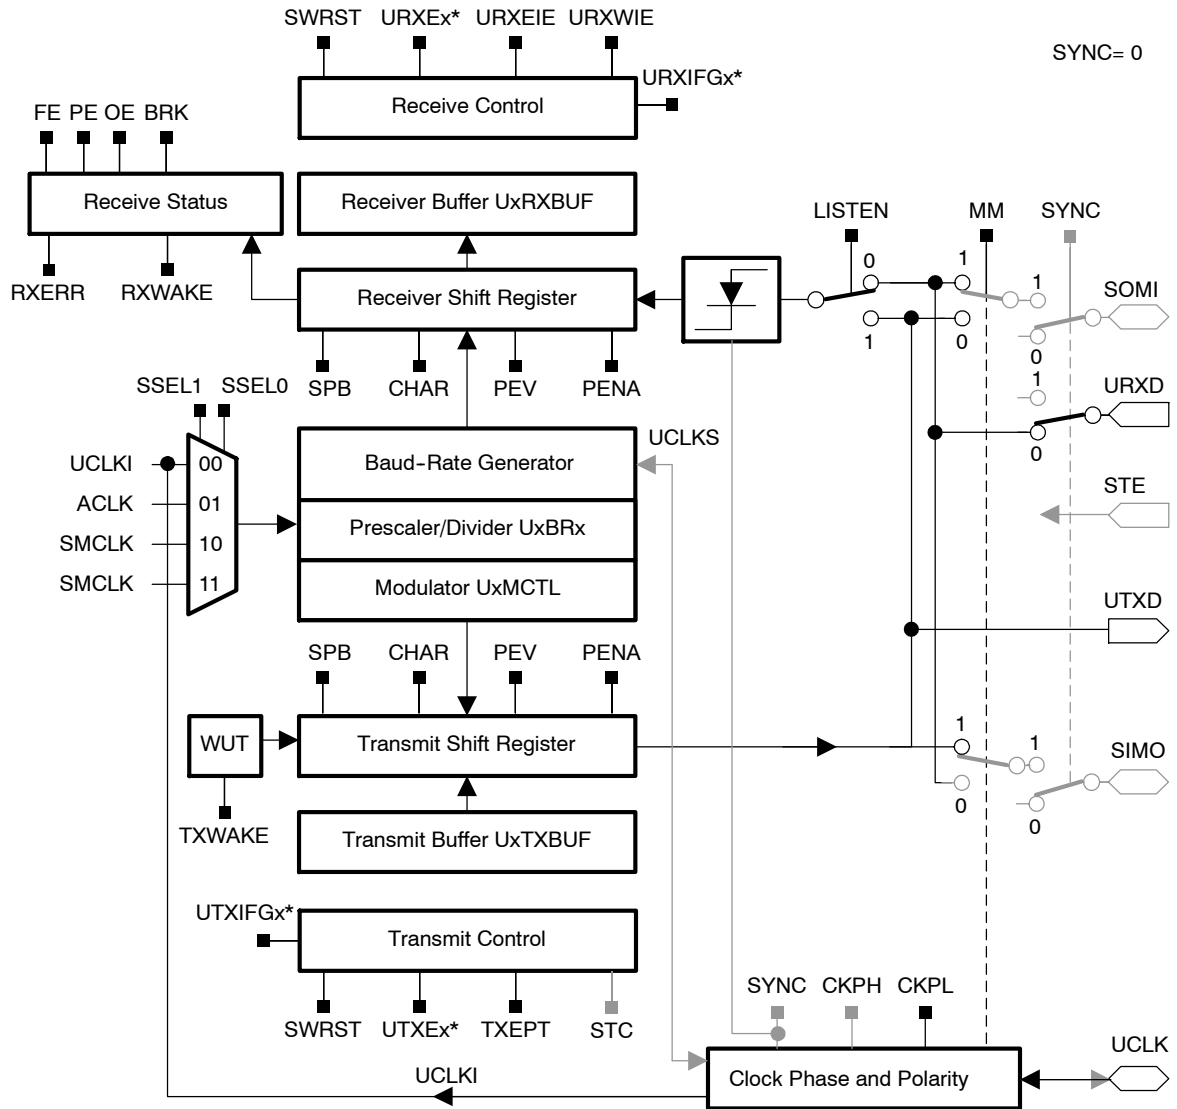 SWRST URXEx* URXEIE URXWIE
SYNC= 0
Receive Control
URXIFGx*
FE PE OE BRK
Receive Status
Receiver Buffer UxRXBUF
RXERR RXWAKE
Receiver Shift Register
SPB CHAR PEV PENA
LISTEN MM SYNC
0
1
1
0
1
0
SOMI
1
0
URXD
STE
UTXD
SSEL1 SSEL0
UCLKI 00
ACLK 01
SMCLK 10
SMCLK 11
Baud-Rate Generator
UCLKS
Prescaler/Divider UxBRx
Modulator UxMCTL
SPB CHAR PEV PENA
WUT
Transmit Shift Register
TXWAKE
Transmit Buffer UxTXBUF
1
0
1
0
SIMO
UTXIFGx*
Transmit Control
SWRST UTXEx* TXEPT STC
SYNC CKPH CKPL
UCLKI
Clock Phase and Polarity
UCLK